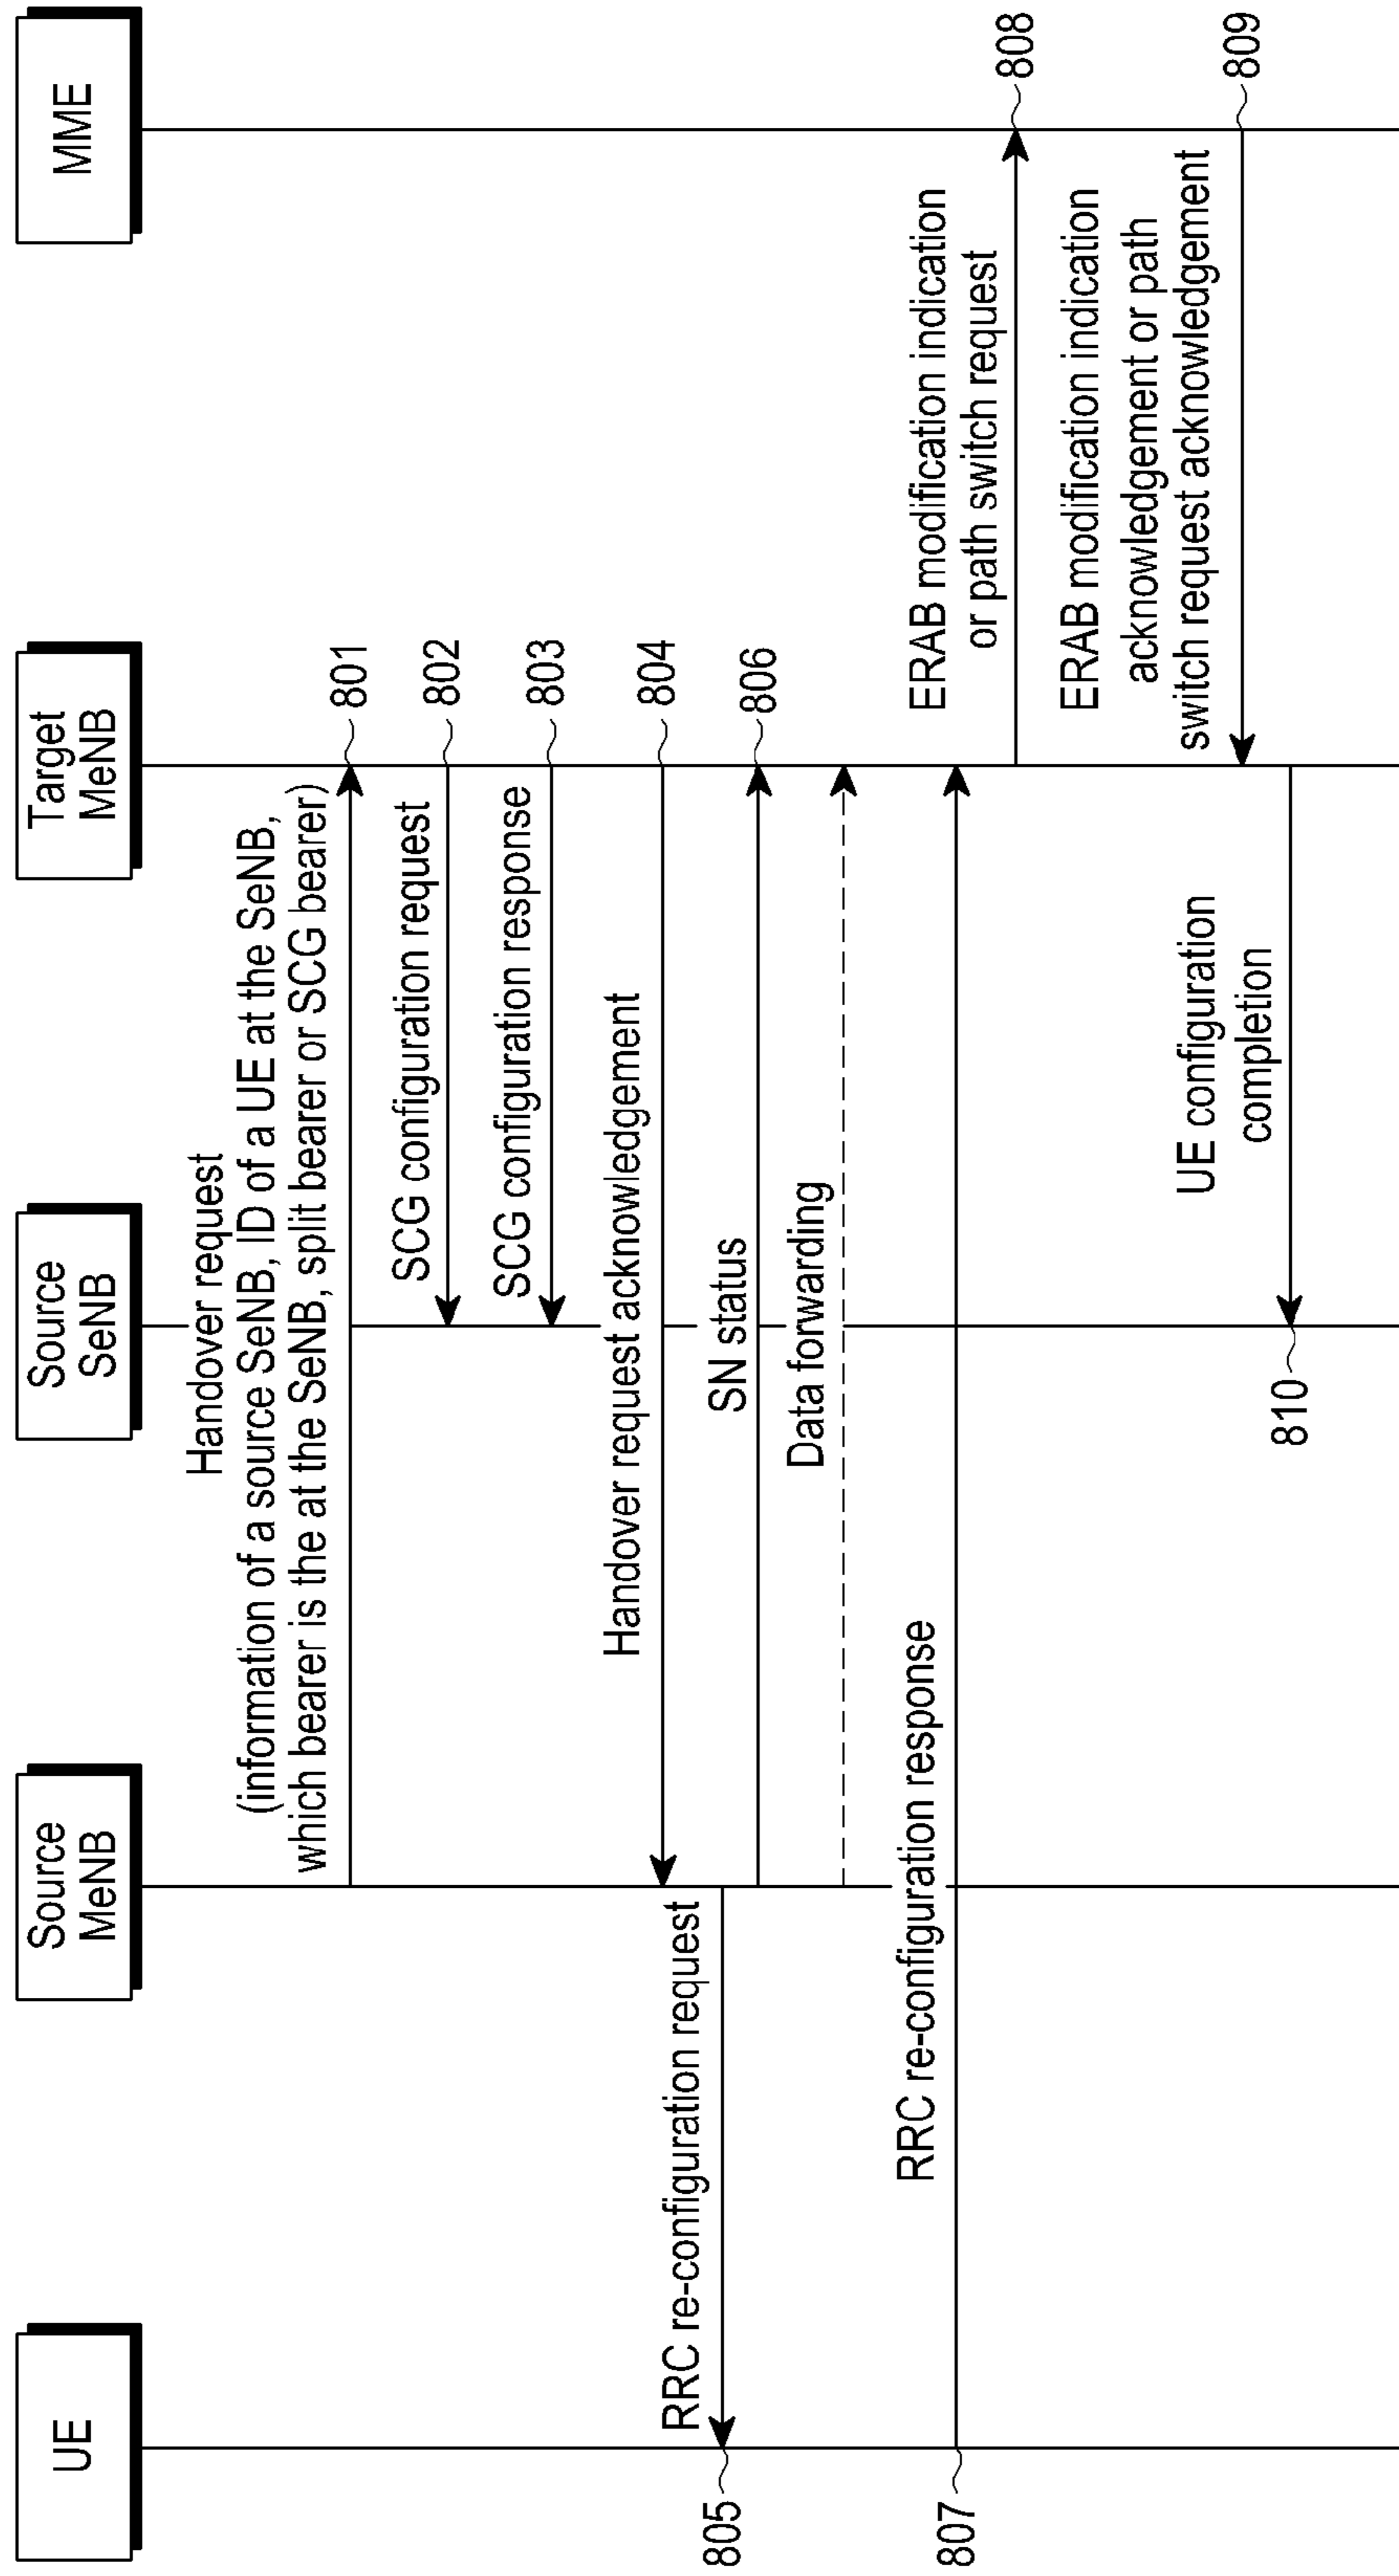 UE
Source
MeNB
Source
SeNB
Target
MeNB
MME
Handover request
(information of a source SeNB, ID of a UE at the SeNB,
which bearer is the at the SeNB, split bearer or SCG bearer)
801
SCG configuration request
802
SCG configuration response
803
Handover request acknowledgement
804
RRC re-configuration request
805
SN status
806
Data forwarding
RRC re-configuration response
807
ERAB modification indication
or path switch request
808
ERAB modification indication
acknowledgement or path
switch request acknowledgement
809
UE configuration
completion
810